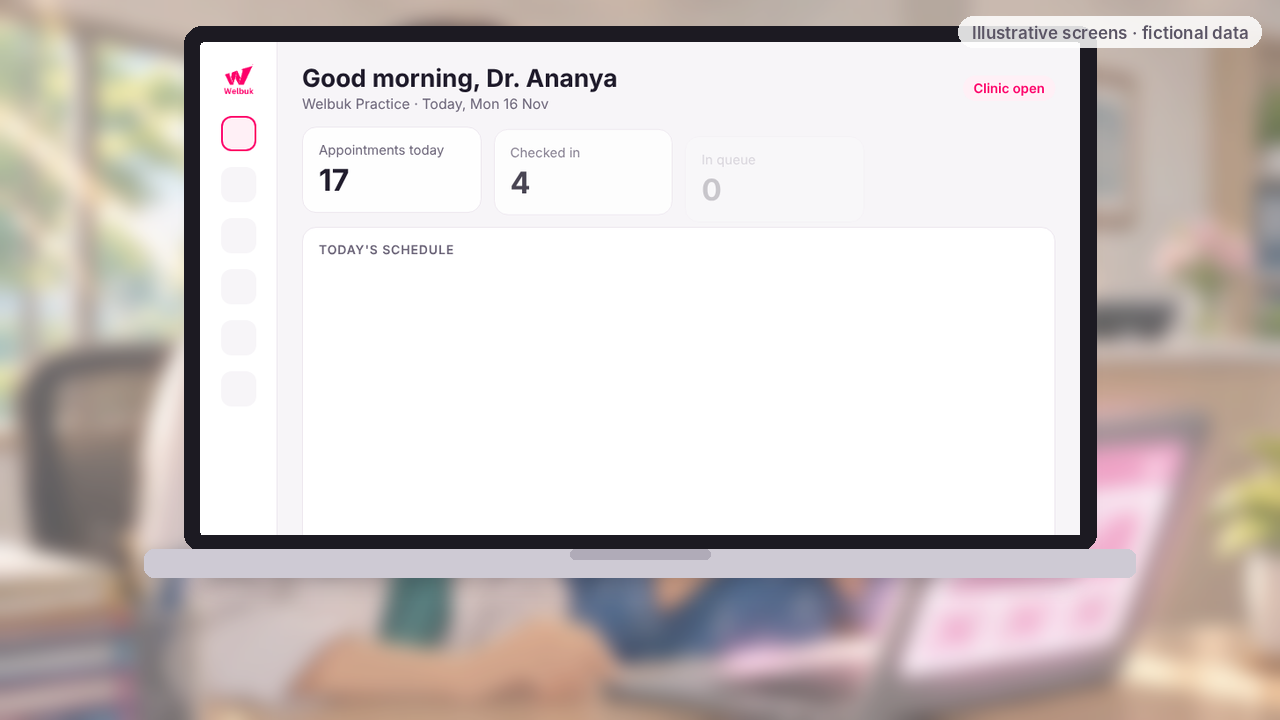 Illustrative screens · fictional data
Welbuk
Good morning, Dr. Ananya
Welbuk Practice · Today, Mon 16 Nov
Clinic open
Appointments today
17
Checked in
4
In queue
0
TODAY'S SCHEDULE